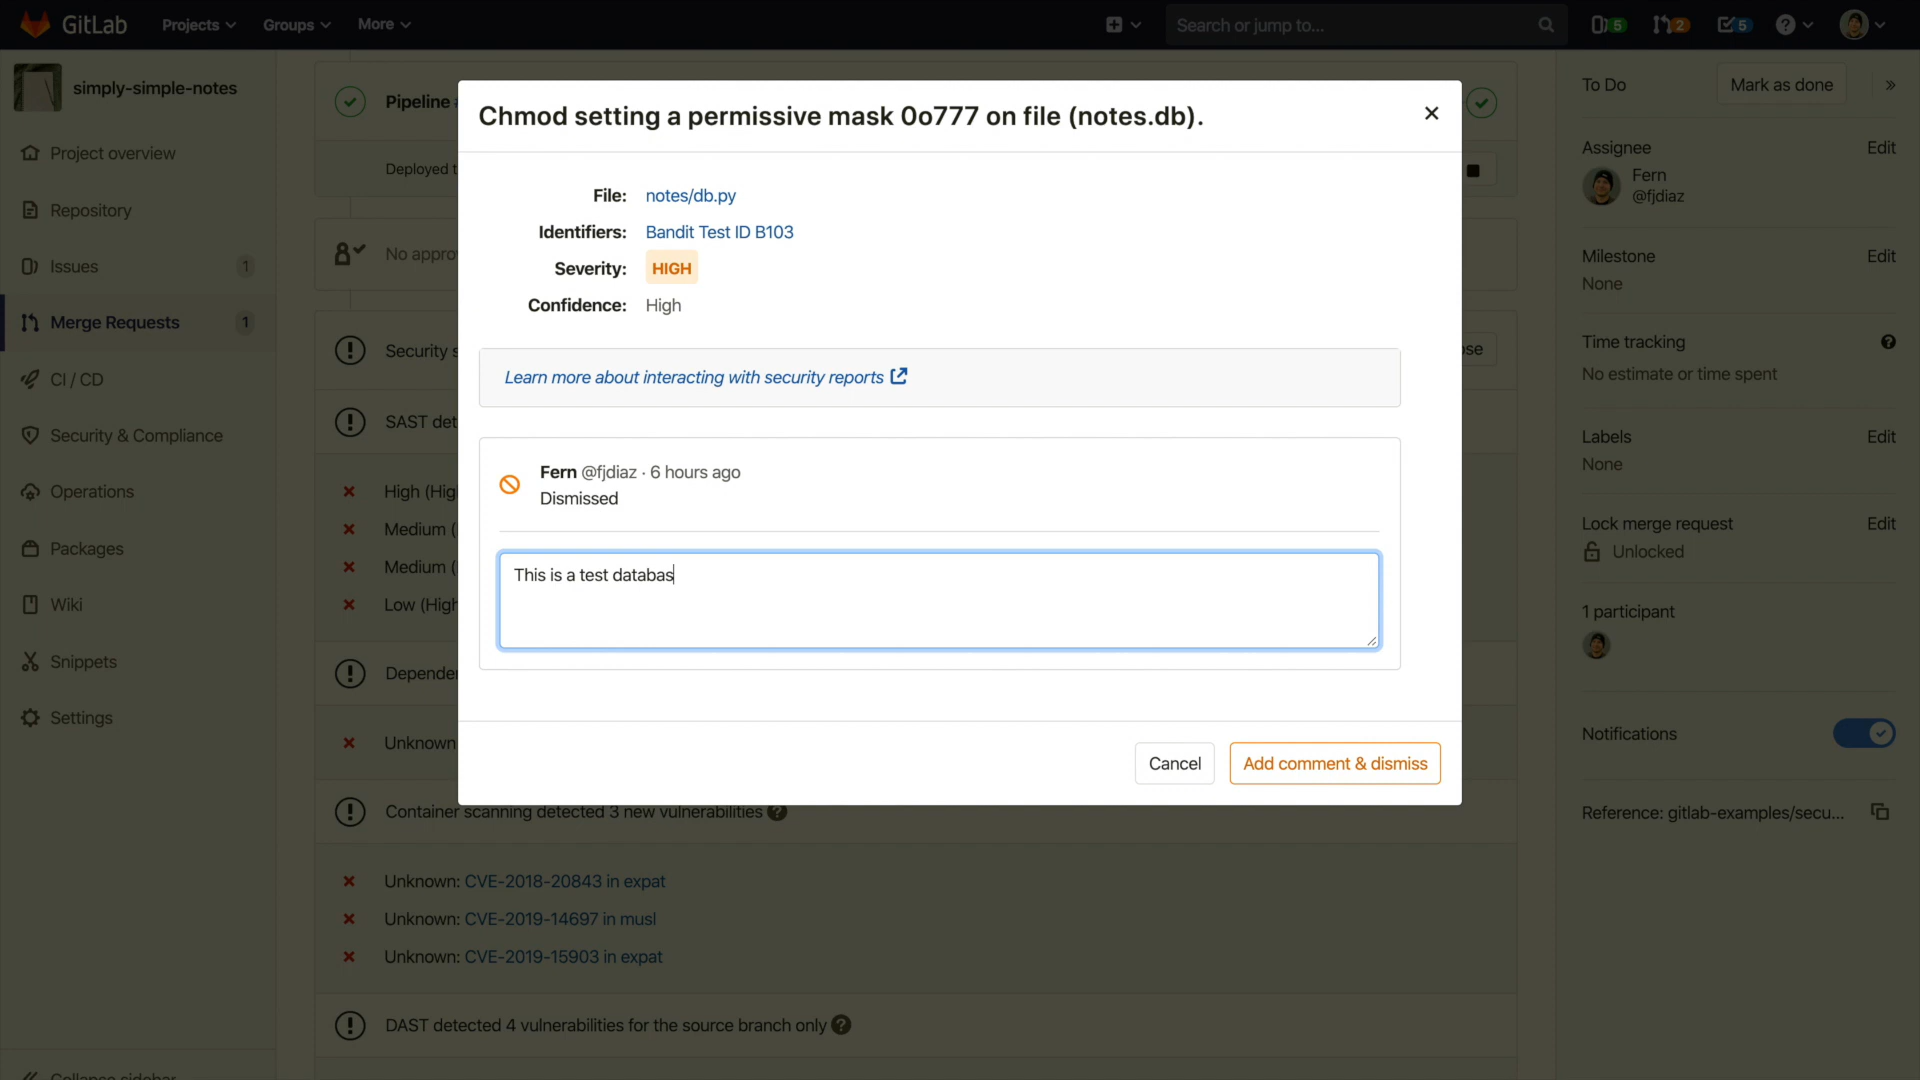 GitLab
Projects
Groups
More
Search or jump to...
5
2
5
simply-simple-notes
Project overview
Repository
Issues
1
Merge Requests
1
CI / CD
Security & Compliance
Operations
Packages
Wiki
Snippets
Settings
Collapse sidebar
Pipeline
Deployed
No appro
Security s
ose
SAST det
High (Hig
Medium (
Medium (
Low (High
Depende
Unknown
Container scanning detected 3 new vulnerabilities
Unknown: CVE-2018-20843 in expat
Unknown: CVE-2019-14697 in musl
Unknown: CVE-2019-15903 in expat
DAST detected 4 vulnerabilities for the source branch only
Chmod setting a permissive mask 0o777 on file (notes.db).
File: notes/db.py
Identifiers: Bandit Test ID B103
Severity: HIGH
Confidence: High
Learn more about interacting with security reports
Fern @fjdiaz · 6 hours ago
Dismissed
This is a test databas
Cancel
Add comment & dismiss
To Do
Mark as done
Assignee
Edit
Fern
@fjdiaz
Milestone
Edit
None
Time tracking
No estimate or time spent
Labels
Edit
None
Lock merge request
Edit
Unlocked
1 participant
Notifications
Reference: gitlab-examples/secu...